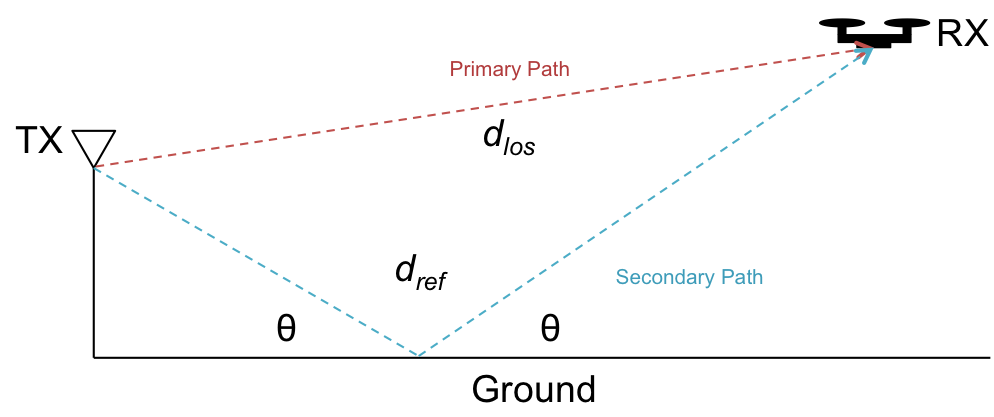 RX
Primary Path
TX
d_los
d_ref
Secondary Path
θ
θ
Ground